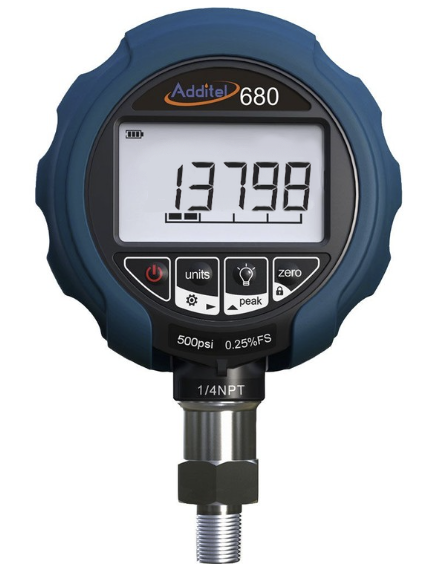 Additel 680
13798
units
zero
peak
500psi 0.25%FS
1/4NPT